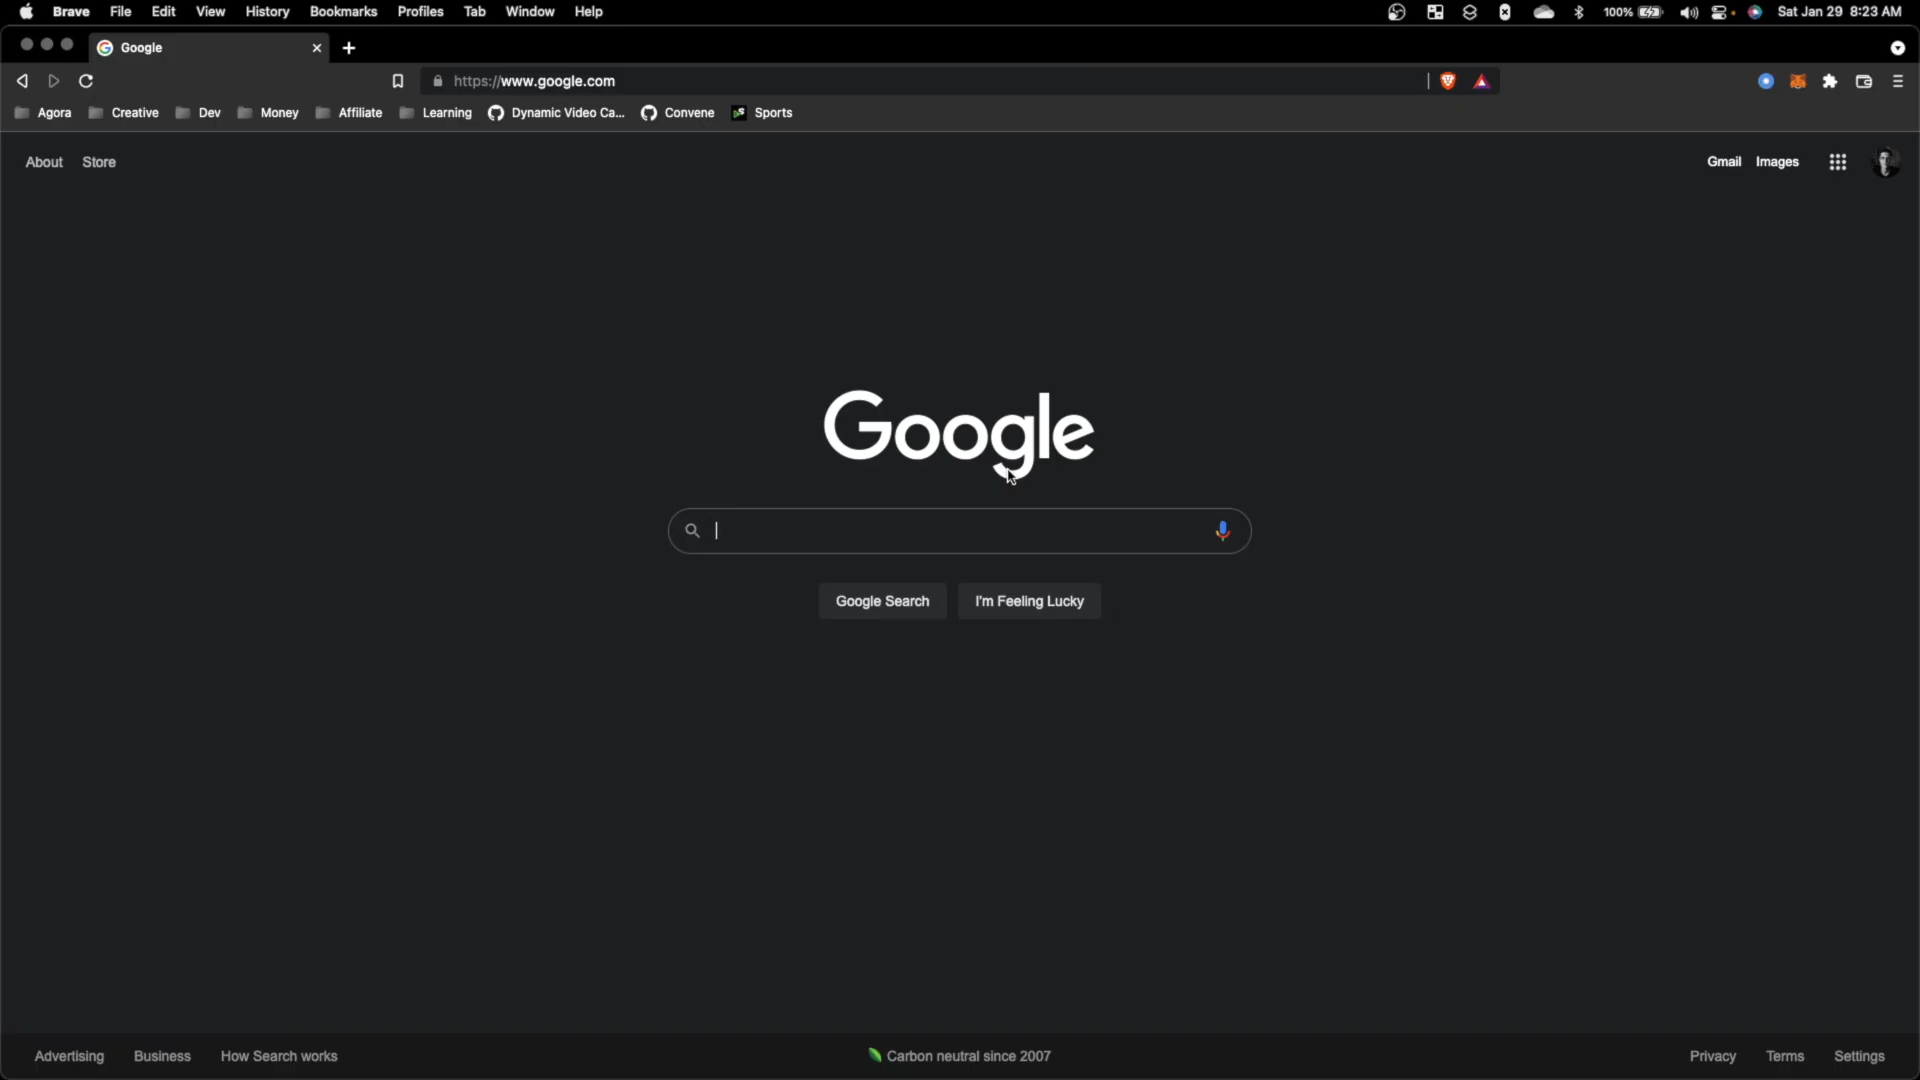 Brave File Edit View History Bookmarks Profiles Tab Window Help 100% Sat Jan 29 8:23 AM
Google
https://www.google.com
Agora Creative Dev Money Affiliate Learning Dynamic Video Ca... Convene Sports
About Store Gmail Images
Google
Google Search I'm Feeling Lucky
Advertising Business How Search works Carbon neutral since 2007 Privacy Terms Settings